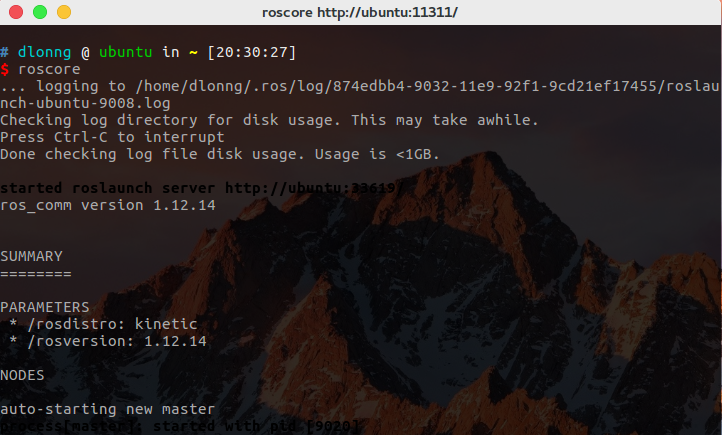 roscore http://ubuntu:11311/
# dlonng @ ubuntu in ~ [20:30:27]
$ roscore
... logging to /home/dlonng/.ros/log/874edbb4-9032-11e9-92f1-9cd21ef17455/roslau
nch-ubuntu-9008.log
Checking log directory for disk usage. This may take awhile.
Press Ctrl-C to interrupt
Done checking log file disk usage. Usage is <1GB.
started roslaunch server http://ubuntu:33619/
ros_comm version 1.12.14
SUMMARY
========
PARAMETERS
* /rosdistro: kinetic
* /rosversion: 1.12.14
NODES
auto-starting new master
process[master]: started with pid [9020]